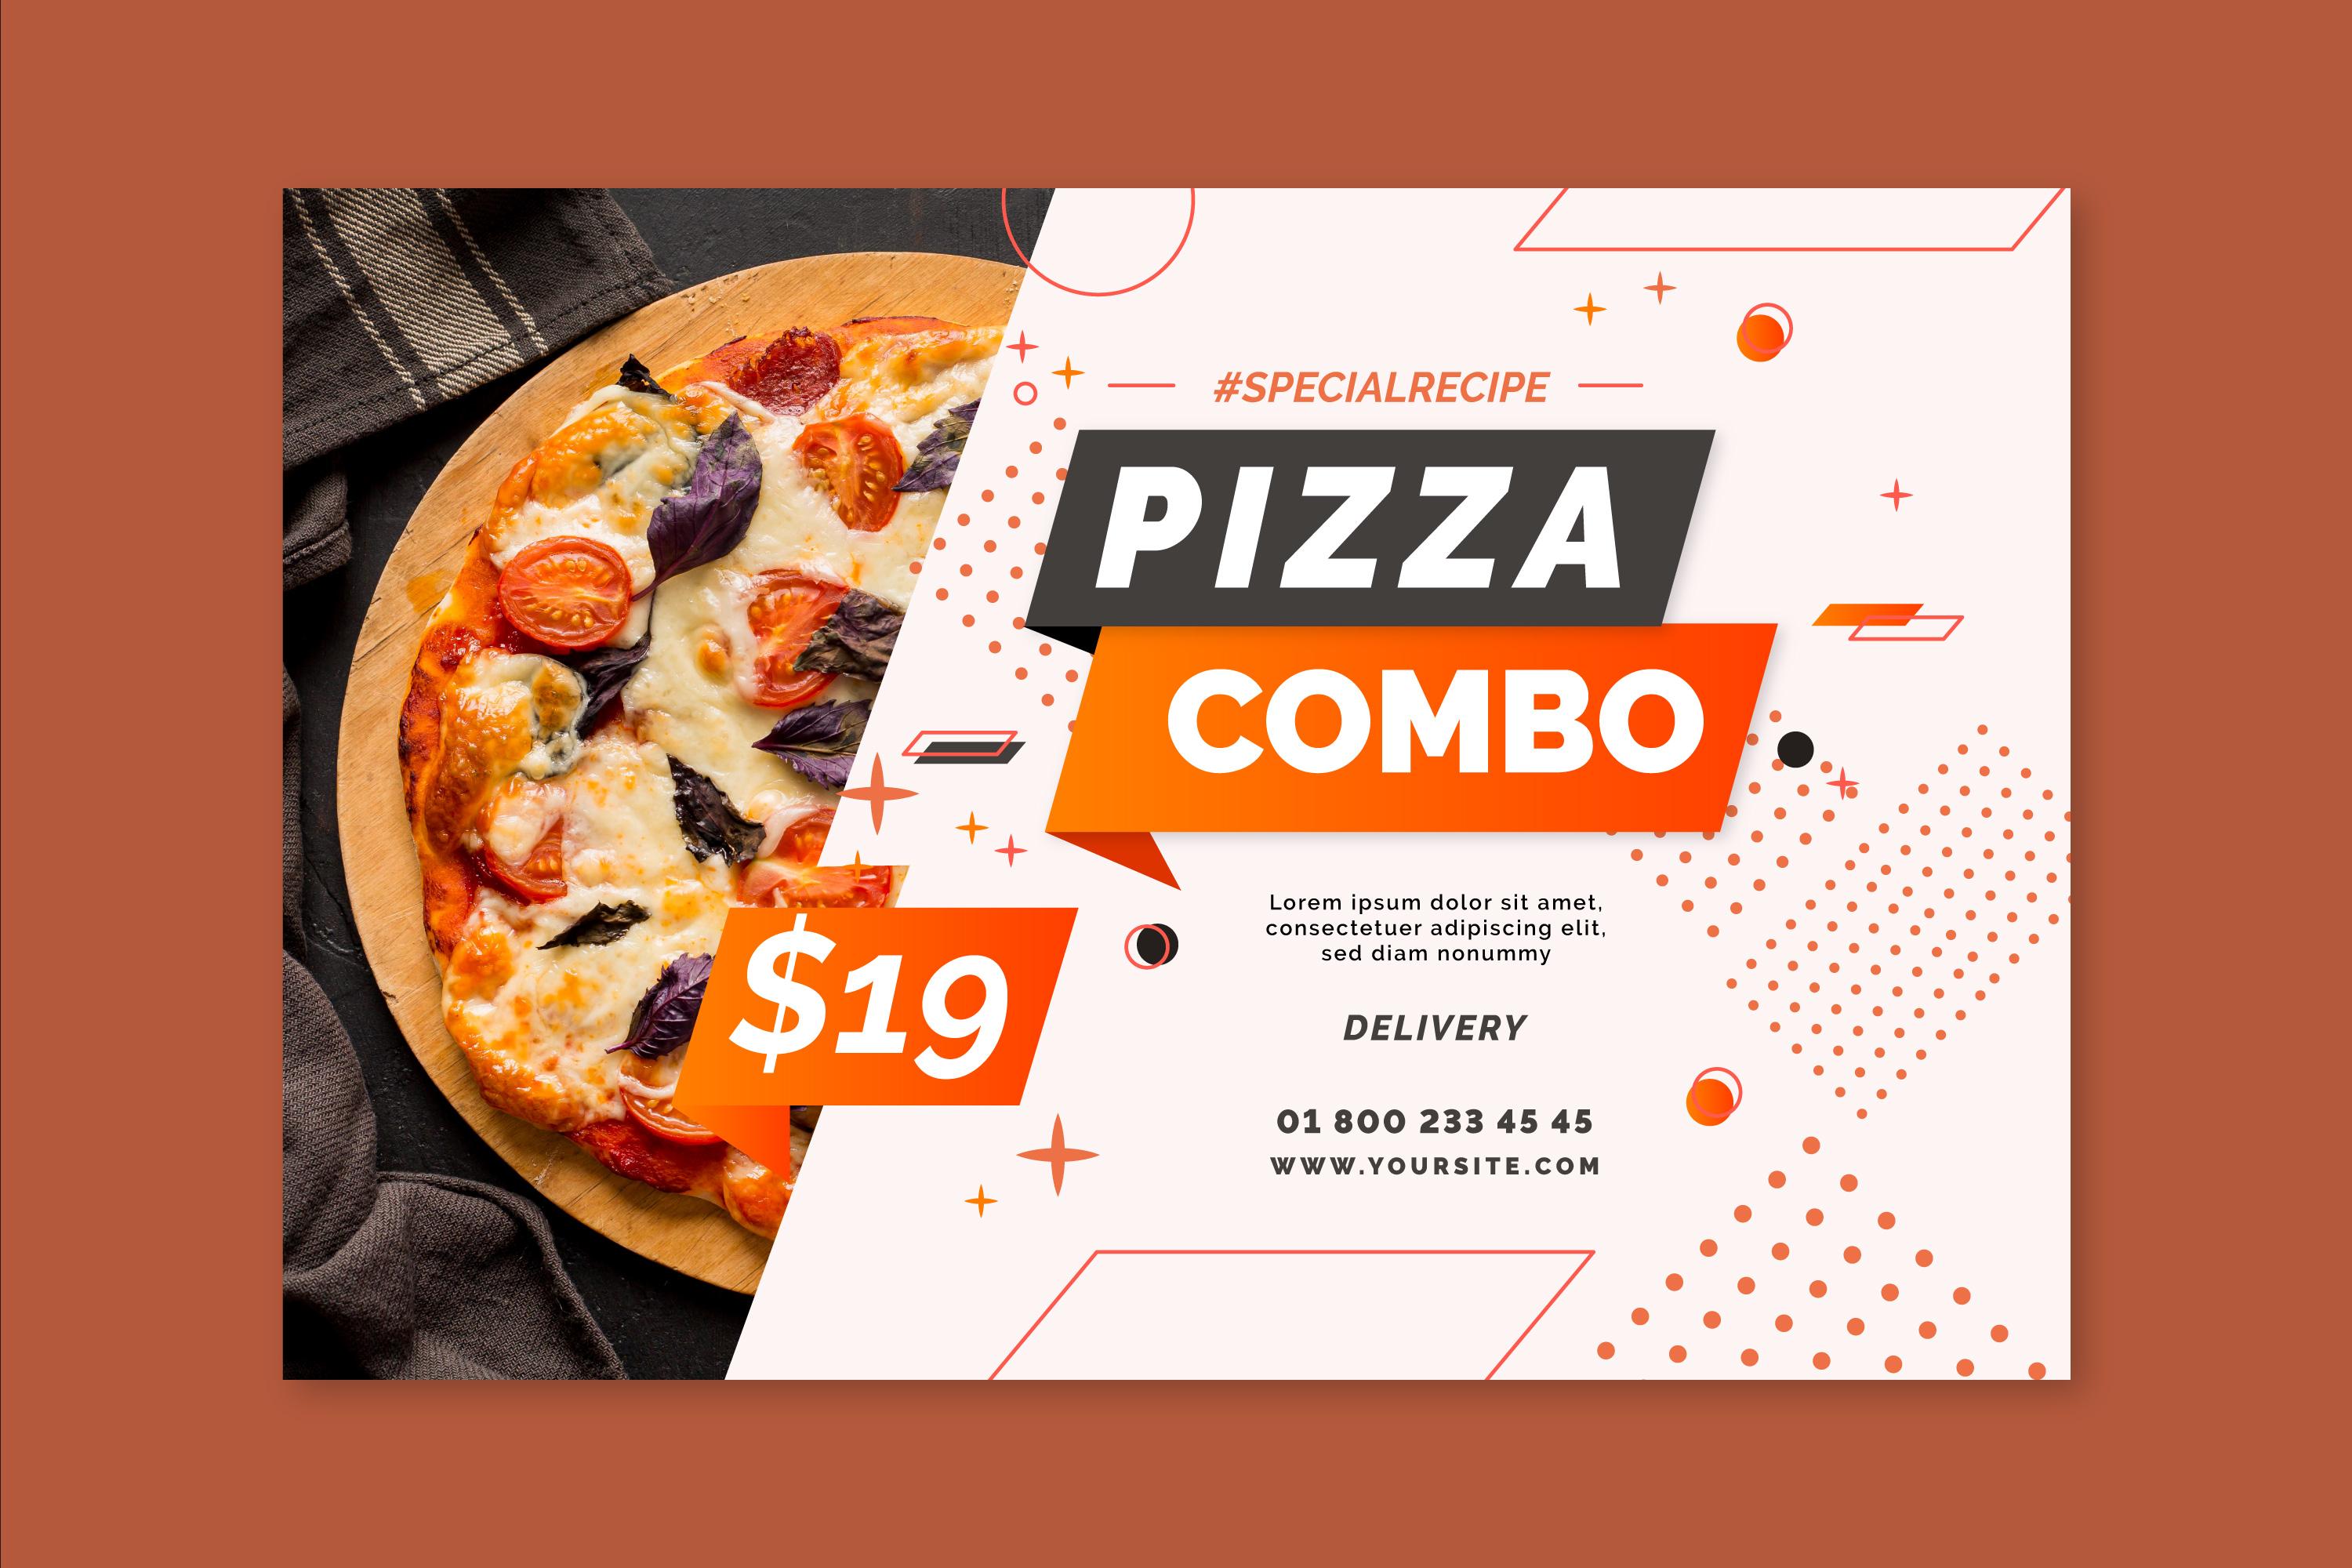 #SPECIALRECIPE
PIZZA
COMBO
$19
Lorem ipsum dolor sit amet,
consectetuer adipiscing elit,
sed diam nonummy
DELIVERY
01 800 233 45 45
WWW.YOURSITE.COM